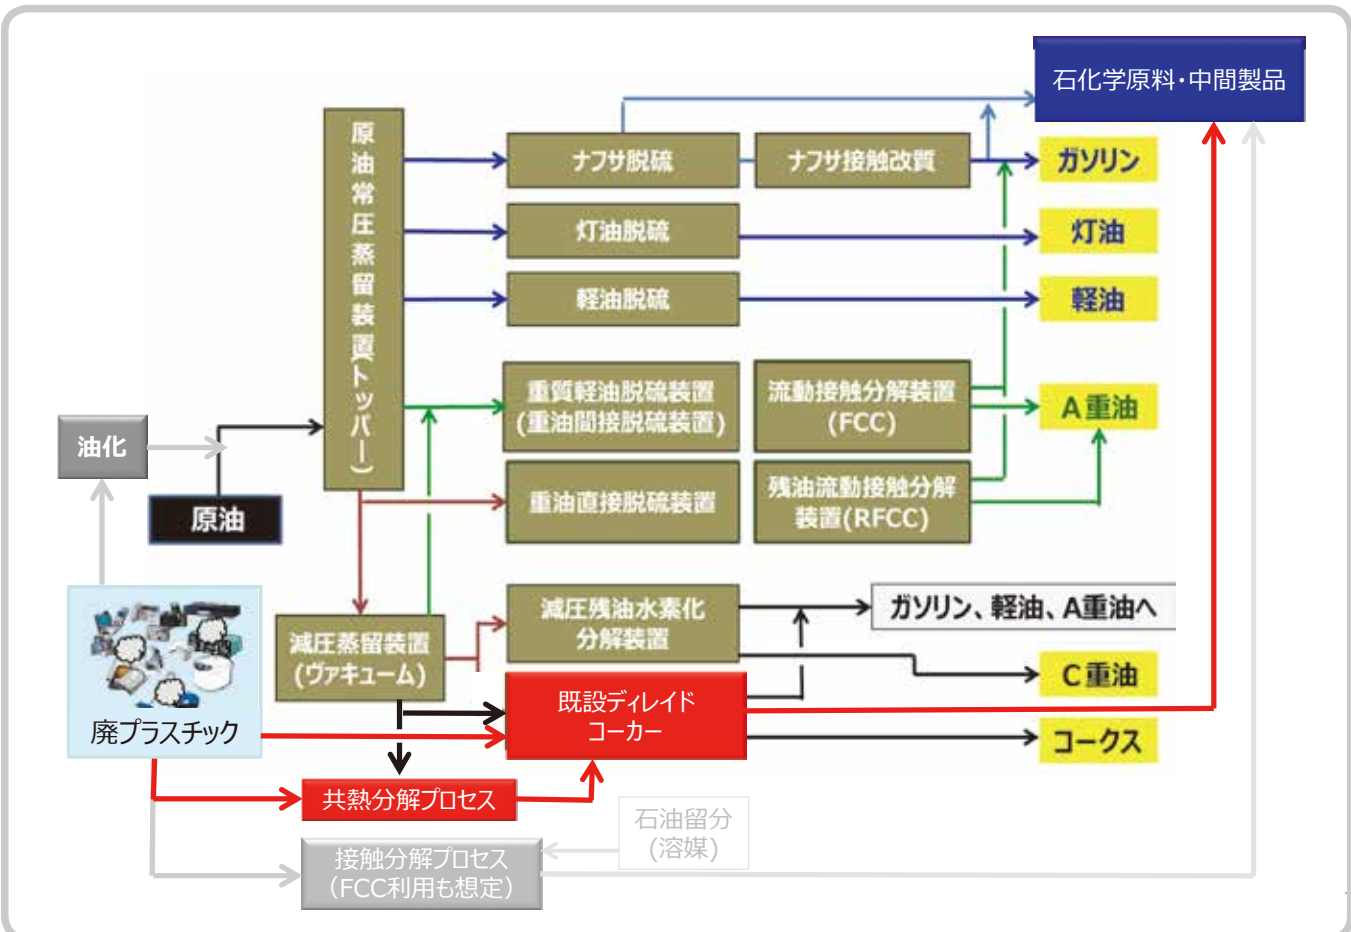 石化学原料・中間製品
原油常圧蒸留装置(トッパー)
ナフサ脱硫
ナフサ接触改質
ガソリン
灯油脱硫
灯油
軽油脱硫
軽油
重質軽油脱硫装置
(重油間接脱硫装置)
流動接触分解装置
(FCC)
A重油
油化
原油
重油直接脱硫装置
残油流動接触分解
装置(RFCC)
減圧残油水素化
分解装置
ガソリン、軽油、A重油へ
減圧蒸留装置
(ヴァキューム)
C重油
既設ディレイド
コーカー
廃プラスチック
コークス
共熱分解プロセス
石油留分
(溶媒)
接触分解プロセス
(FCC利用も想定)